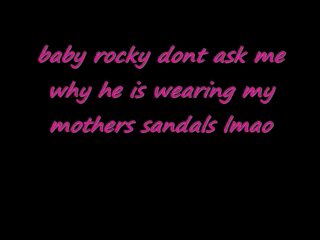 baby rocky dont ask me
why he is wearing my
mothers sandals lmao